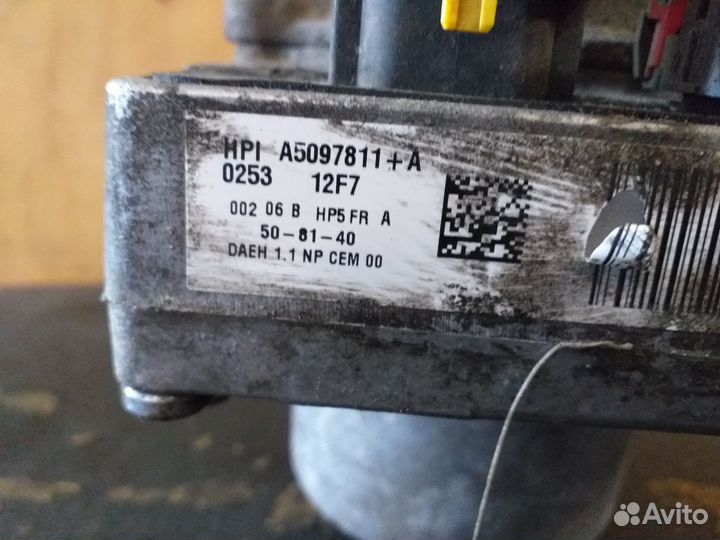 HPI A5097811+A
0253 12F7
002 06 B HP5 FR A
50-81-40
DAEH 1.1 NP CEM 00
Avito